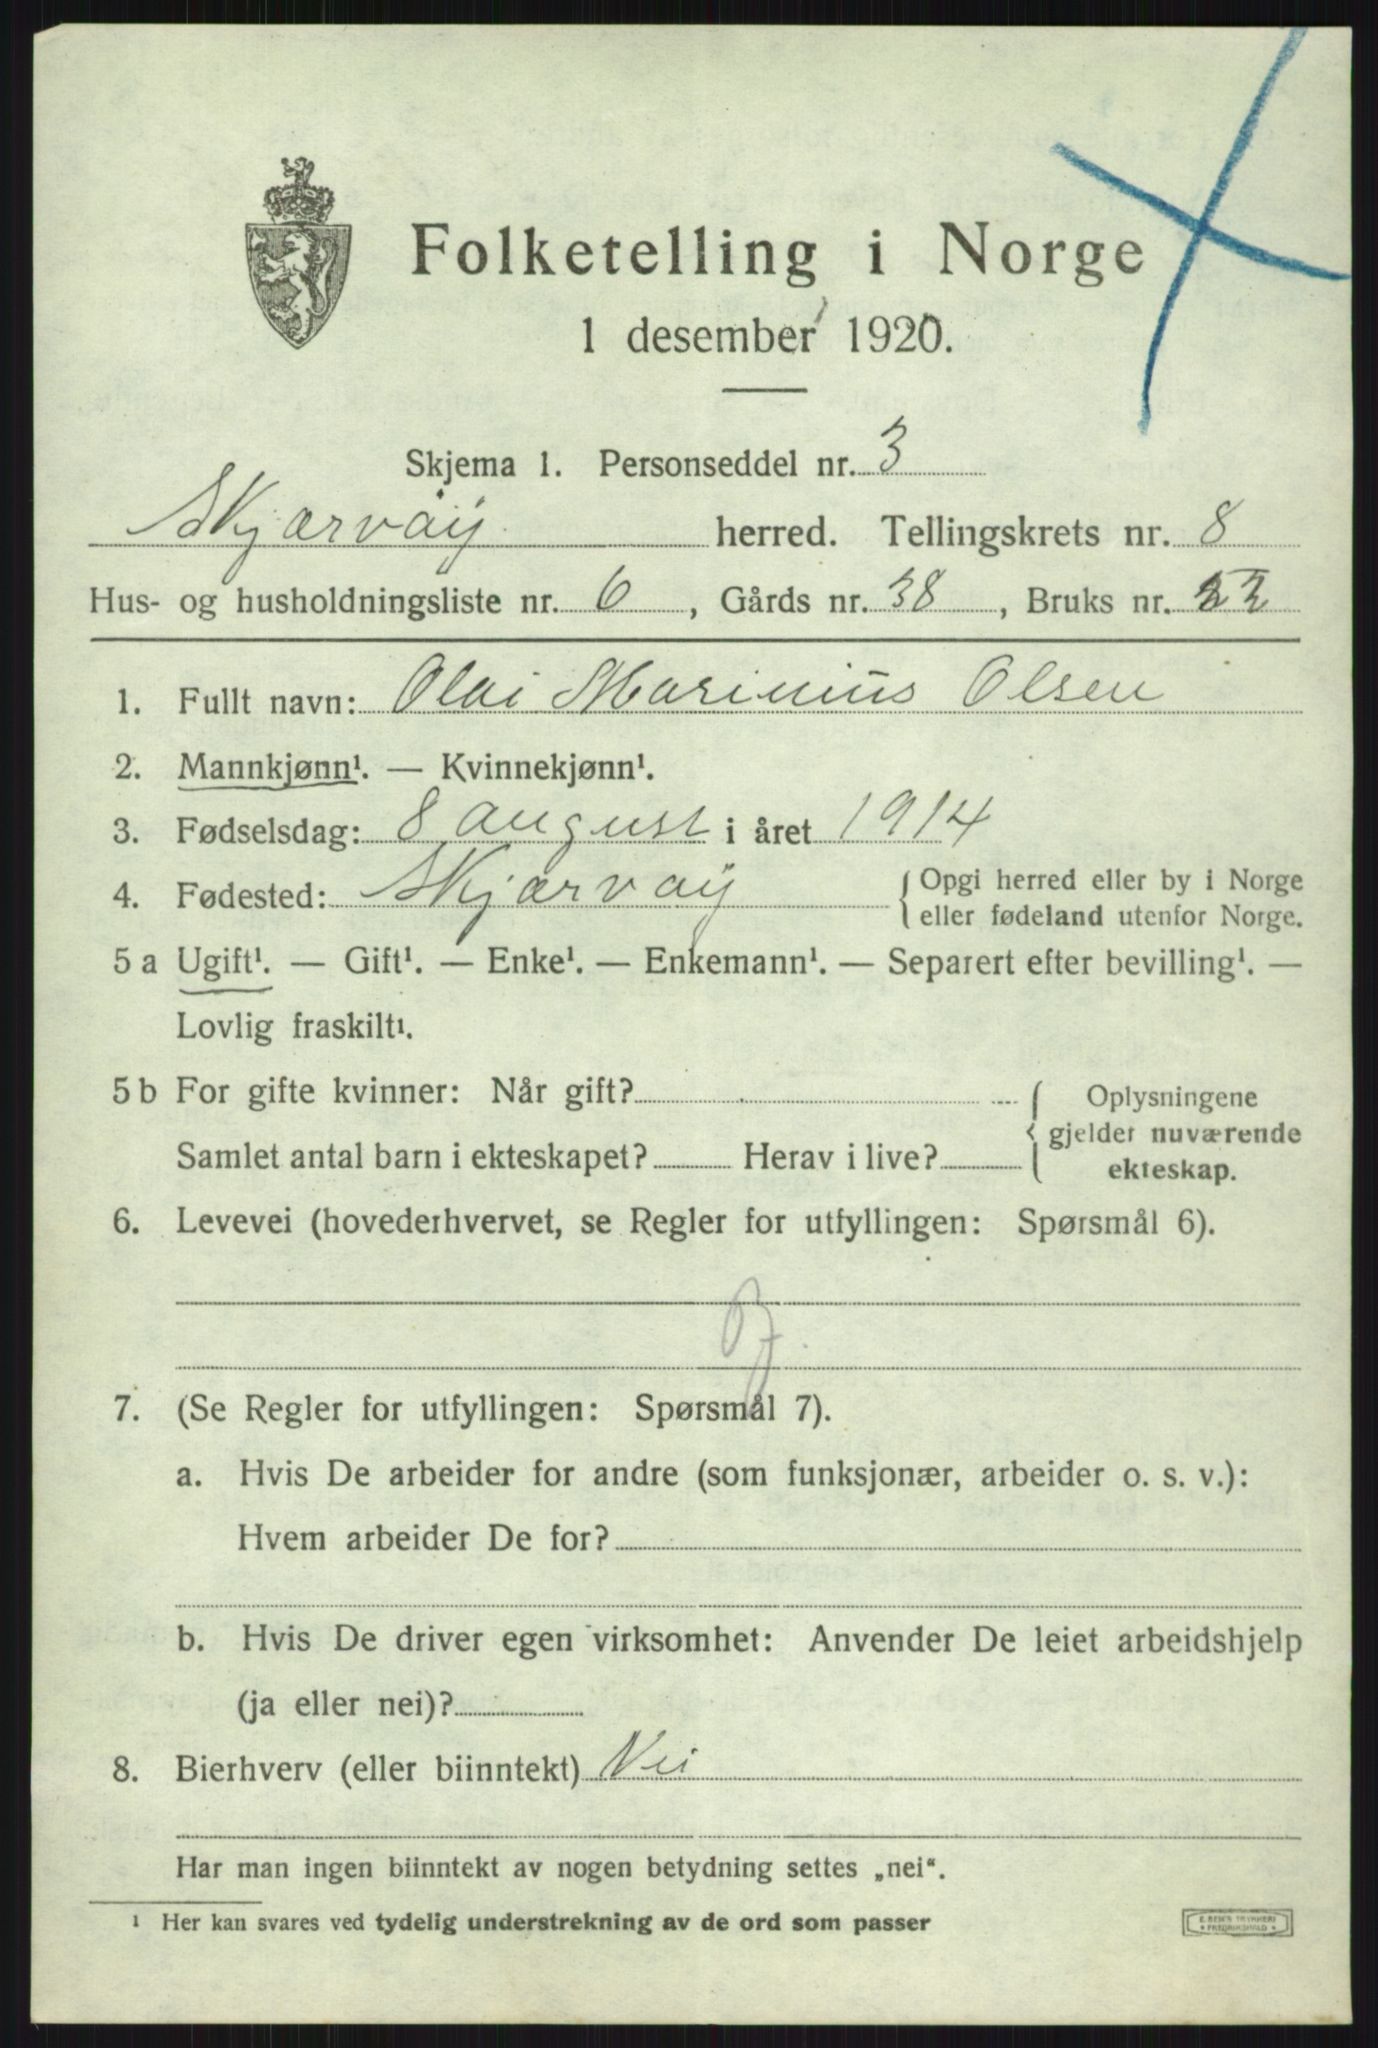 Folketelling i Norge
1 desember 1920.
Skjema 1. Personseddel nr. 3
Skjærvøy herred. Tellingskrets nr. 8
Hus- og husholdningsliste nr. 6, Gårds nr. 38, Bruks nr. 22
1. Fullt navn: Olai Marinius Olsen
2. Mannkjønn¹. — Kvinnekjønn¹.
3. Fødselsdag: 8 august i året 1914
4. Fødested: Skjærvøy { Opgi herred eller by i Norge
eller fødeland utenfor Norge.
5 a Ugift¹. — Gift¹. — Enke¹. — Enkemann¹. — Separert efter bevilling¹. —
Lovlig fraskilt¹.
5 b For gifte kvinner: Når gift? { Oplysningene
gjelder nuværende
Samlet antal barn i ekteskapet? Herav i live? ekteskap.
6. Levevei (hovederhvervet, se Regler for utfyllingen: Spørsmål 6).
7. (Se Regler for utfyllingen: Spørsmål 7).
a. Hvis De arbeider for andre (som funksjonær, arbeider o. s. v.):
Hvem arbeider De for?
b. Hvis De driver egen virksomhet: Anvender De leiet arbeidshjelp
(ja eller nei)?
8. Bierhverv (eller biinntekt) Nei
Har man ingen biinntekt av nogen betydning settes „nei“.
¹ Her kan svares ved tydelig understrekning av de ord som passer